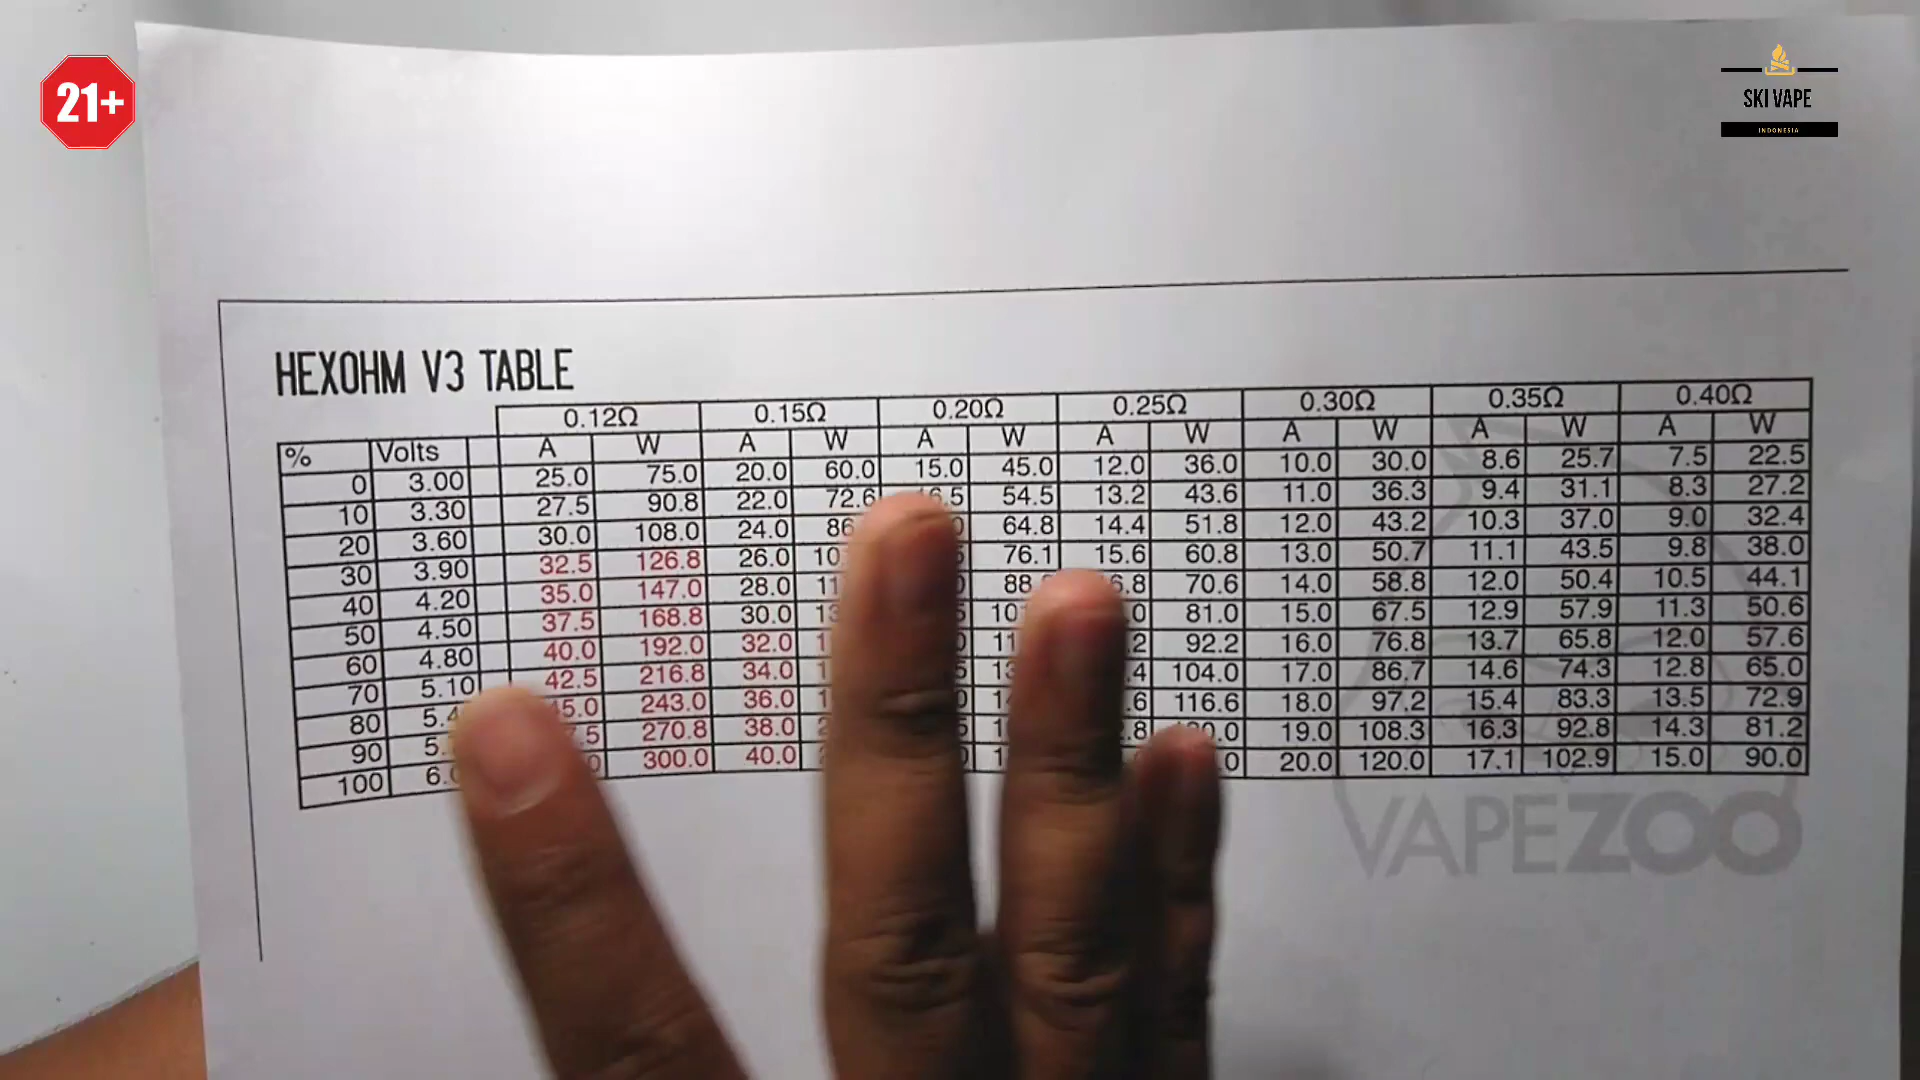 21+
SKI VAPE
INDONESIA
HEXOHM V3 TABLE
0.12Ω 0.15Ω 0.20Ω 0.25Ω 0.30Ω 0.35Ω 0.40Ω
% Volts A W A W A W A W A W A W A W
0 3.00 25.0 75.0 20.0 60.0 15.0 45.0 12.0 36.0 10.0 30.0 8.6 25.7 7.5 22.5
10 3.30 27.5 90.8 22.0 72.6 54.5 13.2 43.6 11.0 36.3 9.4 31.1 8.3 27.2
20 3.60 30.0 108.0 24.0 64.8 14.4 51.8 12.0 43.2 10.3 37.0 9.0 32.4
30 3.90 32.5 126.8 26.0 76.1 15.6 60.8 13.0 50.7 11.1 43.5 9.8 38.0
40 4.20 35.0 147.0 28.0 70.6 14.0 58.8 12.0 50.4 10.5 44.1
50 4.50 37.5 168.8 30.0 81.0 15.0 67.5 12.9 57.9 11.3 50.6
60 4.80 40.0 192.0 32.0 92.2 16.0 76.8 13.7 65.8 12.0 57.6
70 5.10 42.5 216.8 34.0 104.0 17.0 86.7 14.6 74.3 12.8 65.0
80 243.0 36.0 116.6 18.0 97.2 15.4 83.3 13.5 72.9
90 270.8 38.0 19.0 108.3 16.3 92.8 14.3 81.2
100 300.0 40.0 20.0 120.0 17.1 102.9 15.0 90.0
VAPEZOO